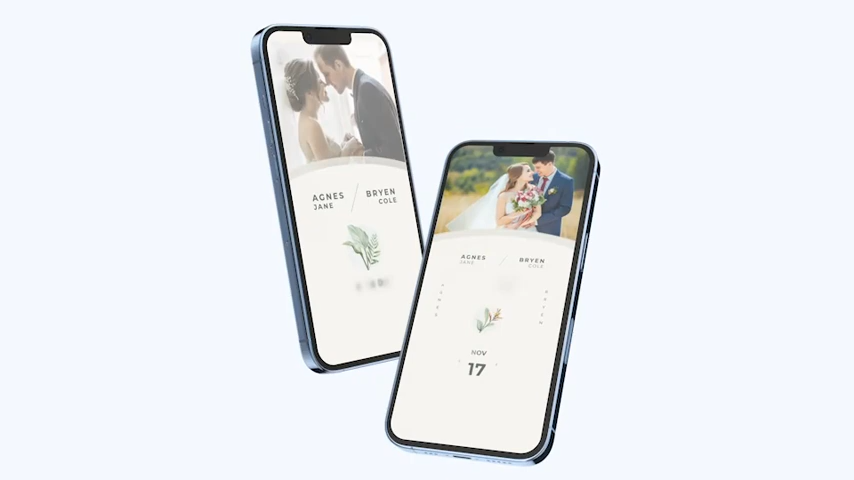 AGNES
JANE
BRYEN
COLE
AGNES
JANE
BRYEN
COLE
NOV
17